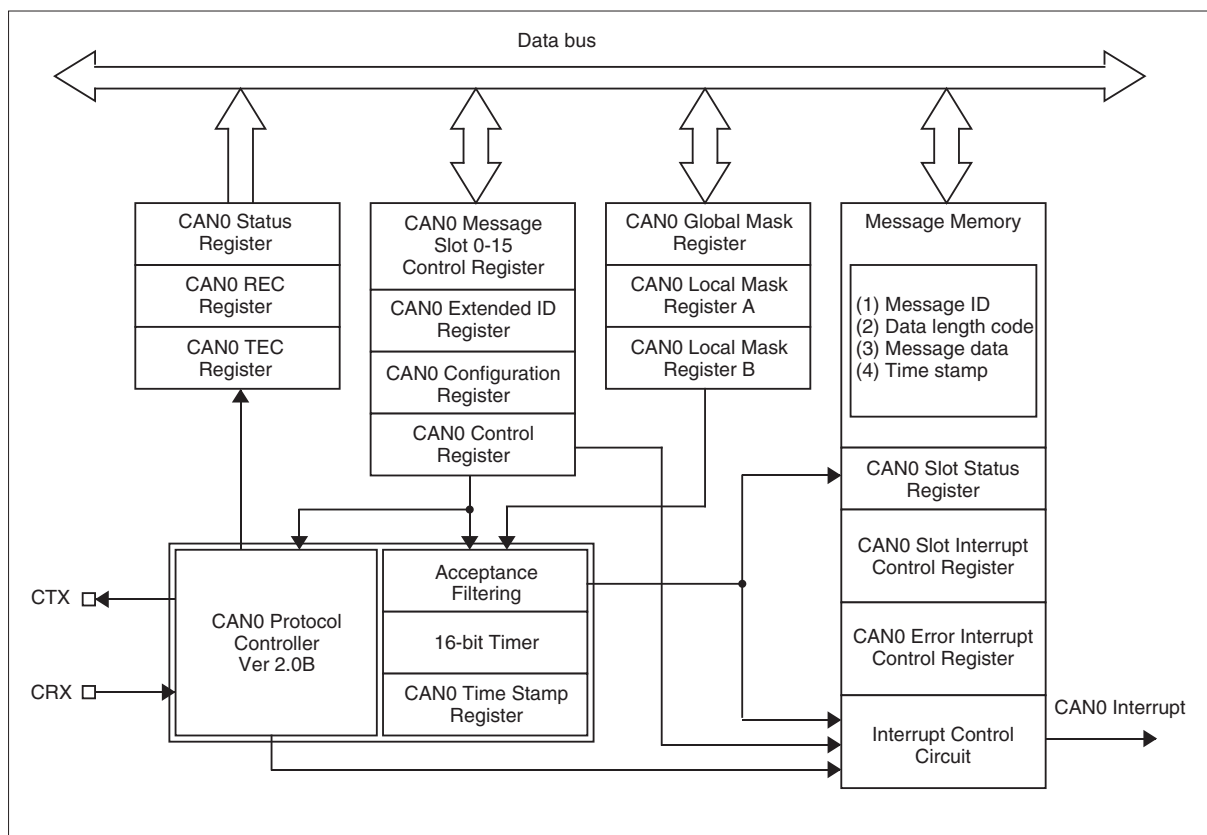 Data bus
CAN0 Status
Register
CAN0 REC
Register
CAN0 TEC
Register
CAN0 Message
Slot 0-15
Control Register
CAN0 Extended ID
Register
CAN0 Configuration
Register
CAN0 Control
Register
CAN0 Global Mask
Register
CAN0 Local Mask
Register A
CAN0 Local Mask
Register B
Message Memory
(1) Message ID
(2) Data length code
(3) Message data
(4) Time stamp
CAN0 Slot Status
Register
CAN0 Slot Interrupt
Control Register
CAN0 Error Interrupt
Control Register
Interrupt Control
Circuit
CAN0 Interrupt
CTX
CRX
CAN0 Protocol
Controller
Ver 2.0B
Acceptance
Filtering
16-bit Timer
CAN0 Time Stamp
Register